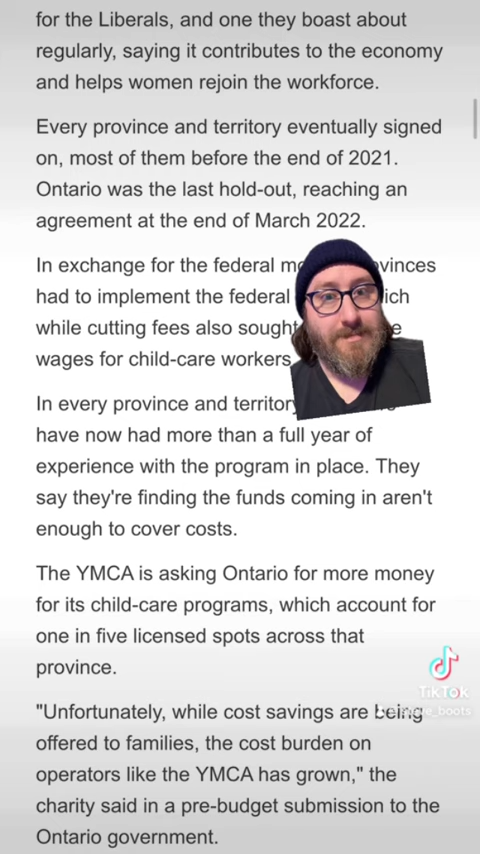 for the Liberals, and one they boast about
regularly, saying it contributes to the economy
and helps women rejoin the workforce.
Every province and territory eventually signed
on, most of them before the end of 2021.
Ontario was the last hold-out, reaching an
agreement at the end of March 2022.
In exchange for the federal vinces
had to implement the federal ich
while cutting fees also sought e
wages for child-care workers
In every province and territory
have now had more than a full year of
experience with the program in place. They
say they're finding the funds coming in aren't
enough to cover costs.
The YMCA is asking Ontario for more money
for its child-care programs, which account for
one in five licensed spots across that
province.
TikTok
"Unfortunately, while cost savings are being
offered to families, the cost burden on
operators like the YMCA has grown," the
charity said in a pre-budget submission to the
Ontario government.